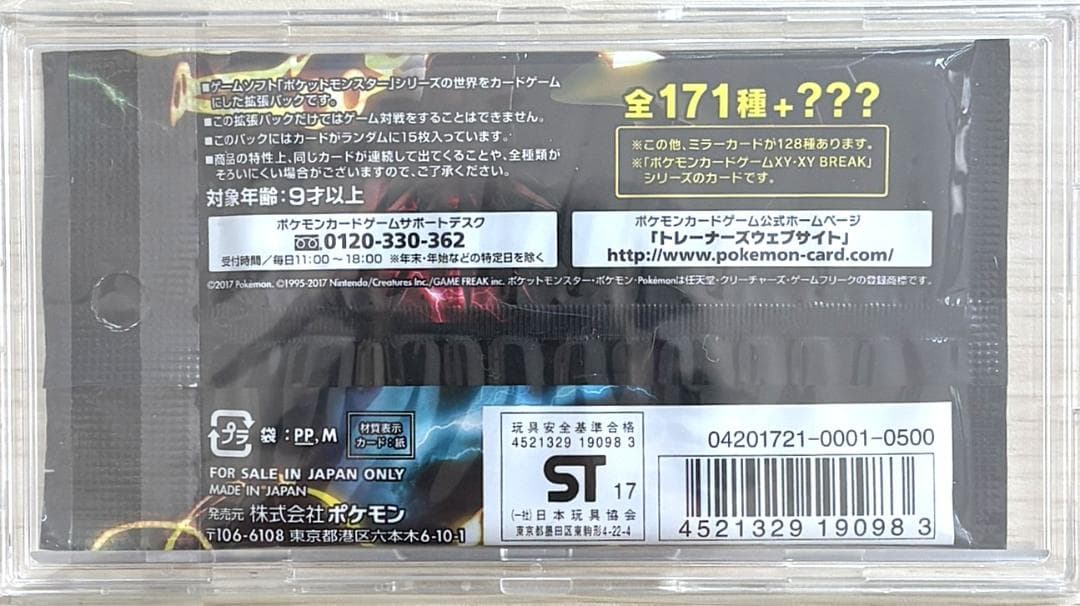 ■ゲームソフト「ポケットモンスター」シリーズの世界をカードゲーム
にした拡張パックです。
■この拡張パックだけではゲーム対戦をすることはできません。
■このパックにはカードがランダムに15枚入っています。
■商品の特性上、同じカードが連続して出てくることや、全種類が
そろいにくい場合がございますので、ご了承ください。
対象年齢:9才以上
全171種+???
※この他、ミラーカードが128種あります。
※「ポケモンカードゲームXY・XY BREAK」
シリーズのカードです。
ポケモンカードゲームサポートデスク
0120-330-362
受付時間/毎日11:00~18:00 ※年末・年始などの特定日を除く
ポケモンカードゲーム公式ホームページ
「トレーナーズウェブサイト」
http://www.pokemon-card.com/
©2017 Pokémon. ©1995-2017 Nintendo/Creatures Inc./GAME FREAK inc. ポケットモンスター・ポケモン・Pokémonは任天堂・クリーチャーズ・ゲームフリークの登録商標です。
プラ 袋:PP, M
材質表示
カード:紙
FOR SALE IN JAPAN ONLY
MADE IN JAPAN
発売元 株式会社ポケモン
〒106-6108 東京都港区六本木6-10-1
玩具安全基準合格
4521329 19098 3
ST 17
(一社)日本玩具協会
東京都墨田区東駒形4-22-4
04201721-0001-0500
4521329 190983